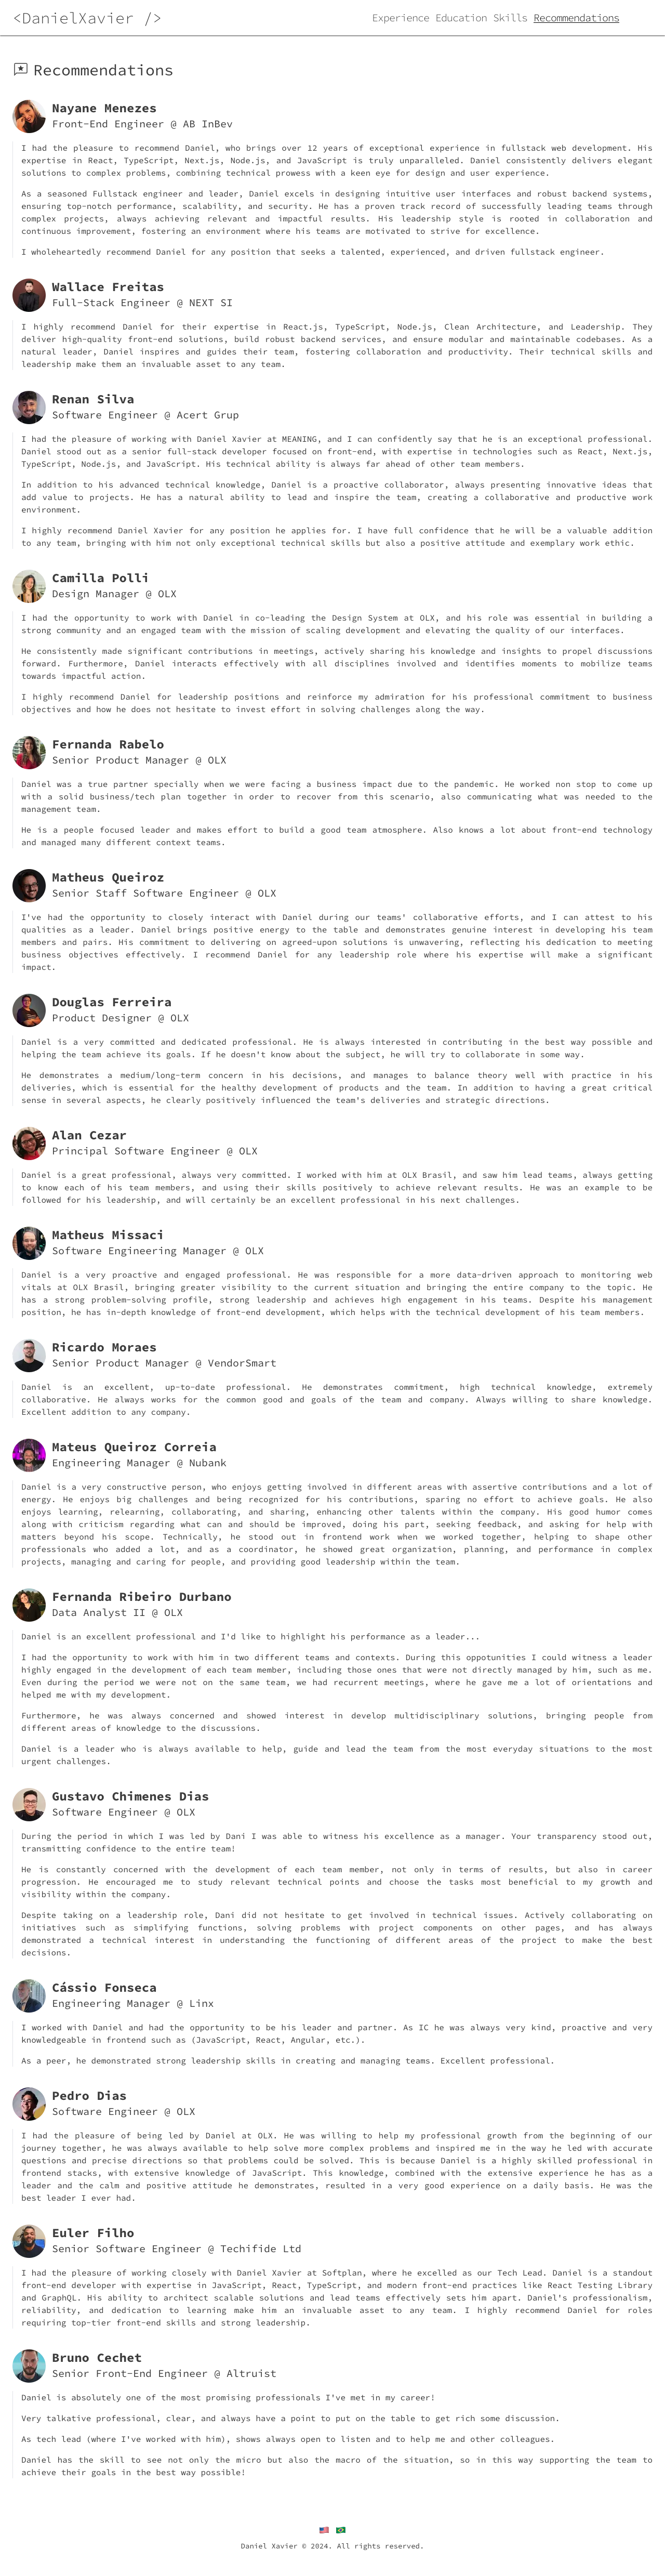 <DanielXavier />
Experience Education Skills Recommendations
Recommendations
Nayane Menezes
Front-End Engineer @ AB InBev
I had the pleasure to recommend Daniel, who brings over 12 years of exceptional experience in fullstack web development. His
expertise in React, TypeScript, Next.js, Node.js, and JavaScript is truly unparalleled. Daniel consistently delivers elegant
solutions to complex problems, combining technical prowess with a keen eye for design and user experience.
As a seasoned Fullstack engineer and leader, Daniel excels in designing intuitive user interfaces and robust backend systems,
ensuring top-notch performance, scalability, and security. He has a proven track record of successfully leading teams through
complex projects, always achieving relevant and impactful results. His leadership style is rooted in collaboration and
continuous improvement, fostering an environment where his teams are motivated to strive for excellence.
I wholeheartedly recommend Daniel for any position that seeks a talented, experienced, and driven fullstack engineer.
Wallace Freitas
Full-Stack Engineer @ NEXT SI
I highly recommend Daniel for their expertise in React.js, TypeScript, Node.js, Clean Architecture, and Leadership. They
deliver high-quality front-end solutions, build robust backend services, and ensure modular and maintainable codebases. As a
natural leader, Daniel inspires and guides their team, fostering collaboration and productivity. Their technical skills and
leadership make them an invaluable asset to any team.
Renan Silva
Software Engineer @ Acert Grup
I had the pleasure of working with Daniel Xavier at MEANING, and I can confidently say that he is an exceptional professional.
Daniel stood out as a senior full-stack developer focused on front-end, with expertise in technologies such as React, Next.js,
TypeScript, Node.js, and JavaScript. His technical ability is always far ahead of other team members.
In addition to his advanced technical knowledge, Daniel is a proactive collaborator, always presenting innovative ideas that
add value to projects. He has a natural ability to lead and inspire the team, creating a collaborative and productive work
environment.
I highly recommend Daniel Xavier for any position he applies for. I have full confidence that he will be a valuable addition
to any team, bringing with him not only exceptional technical skills but also a positive attitude and exemplary work ethic.
Camilla Polli
Design Manager @ OLX
I had the opportunity to work with Daniel in co-leading the Design System at OLX, and his role was essential in building a
strong community and an engaged team with the mission of scaling development and elevating the quality of our interfaces.
He consistently made significant contributions in meetings, actively sharing his knowledge and insights to propel discussions
forward. Furthermore, Daniel interacts effectively with all disciplines involved and identifies moments to mobilize teams
towards impactful action.
I highly recommend Daniel for leadership positions and reinforce my admiration for his professional commitment to business
objectives and how he does not hesitate to invest effort in solving challenges along the way.
Fernanda Rabelo
Senior Product Manager @ OLX
Daniel was a true partner specially when we were facing a business impact due to the pandemic. He worked non stop to come up
with a solid business/tech plan together in order to recover from this scenario, also communicating what was needed to the
management team.
He is a people focused leader and makes effort to build a good team atmosphere. Also knows a lot about front-end technology
and managed many different context teams.
Matheus Queiroz
Senior Staff Software Engineer @ OLX
I've had the opportunity to closely interact with Daniel during our teams' collaborative efforts, and I can attest to his
qualities as a leader. Daniel brings positive energy to the table and demonstrates genuine interest in developing his team
members and pairs. His commitment to delivering on agreed-upon solutions is unwavering, reflecting his dedication to meeting
business objectives effectively. I recommend Daniel for any leadership role where his expertise will make a significant
impact.
Douglas Ferreira
Product Designer @ OLX
Daniel is a very committed and dedicated professional. He is always interested in contributing in the best way possible and
helping the team achieve its goals. If he doesn't know about the subject, he will try to collaborate in some way.
He demonstrates a medium/long-term concern in his decisions, and manages to balance theory well with practice in his
deliveries, which is essential for the healthy development of products and the team. In addition to having a great critical
sense in several aspects, he clearly positively influenced the team's deliveries and strategic directions.
Alan Cezar
Principal Software Engineer @ OLX
Daniel is a great professional, always very committed. I worked with him at OLX Brasil, and saw him lead teams, always getting
to know each of his team members, and using their skills positively to achieve relevant results. He was an example to be
followed for his leadership, and will certainly be an excellent professional in his next challenges.
Matheus Missaci
Software Engineering Manager @ OLX
Daniel is a very proactive and engaged professional. He was responsible for a more data-driven approach to monitoring web
vitals at OLX Brasil, bringing greater visibility to the current situation and bringing the entire company to the topic. He
has a strong problem-solving profile, strong leadership and achieves high engagement in his teams. Despite his management
position, he has in-depth knowledge of front-end development, which helps with the technical development of his team members.
Ricardo Moraes
Senior Product Manager @ VendorSmart
Daniel is an excellent, up-to-date professional. He demonstrates commitment, high technical knowledge, extremely
collaborative. He always works for the common good and goals of the team and company. Always willing to share knowledge.
Excellent addition to any company.
Mateus Queiroz Correia
Engineering Manager @ Nubank
Daniel is a very constructive person, who enjoys getting involved in different areas with assertive contributions and a lot of
energy. He enjoys big challenges and being recognized for his contributions, sparing no effort to achieve goals. He also
enjoys learning, relearning, collaborating, and sharing, enhancing other talents within the company. His good humor comes
along with criticism regarding what can and should be improved, doing his part, seeking feedback, and asking for help with
matters beyond his scope. Technically, he stood out in frontend work when we worked together, helping to shape other
professionals who added a lot, and as a coordinator, he showed great organization, planning, and performance in complex
projects, managing and caring for people, and providing good leadership within the team.
Fernanda Ribeiro Durbano
Data Analyst II @ OLX
Daniel is an excellent professional and I'd like to highlight his performance as a leader...
I had the opportunity to work with him in two different teams and contexts. During this oppotunities I could witness a leader
highly engaged in the development of each team member, including those ones that were not directly managed by him, such as me.
Even during the period we were not on the same team, we had recurrent meetings, where he gave me a lot of orientations and
helped me with my development.
Furthermore, he was always concerned and showed interest in develop multidisciplinary solutions, bringing people from
different areas of knowledge to the discussions.
Daniel is a leader who is always available to help, guide and lead the team from the most everyday situations to the most
urgent challenges.
Gustavo Chimenes Dias
Software Engineer @ OLX
During the period in which I was led by Dani I was able to witness his excellence as a manager. Your transparency stood out,
transmitting confidence to the entire team!
He is constantly concerned with the development of each team member, not only in terms of results, but also in career
progression. He encouraged me to study relevant technical points and choose the tasks most beneficial to my growth and
visibility within the company.
Despite taking on a leadership role, Dani did not hesitate to get involved in technical issues. Actively collaborating on
initiatives such as simplifying functions, solving problems with project components on other pages, and has always
demonstrated a technical interest in understanding the functioning of different areas of the project to make the best
decisions.
Cássio Fonseca
Engineering Manager @ Linx
I worked with Daniel and had the opportunity to be his leader and partner. As IC he was always very kind, proactive and very
knowledgeable in frontend such as (JavaScript, React, Angular, etc.).
As a peer, he demonstrated strong leadership skills in creating and managing teams. Excellent professional.
Pedro Dias
Software Engineer @ OLX
I had the pleasure of being led by Daniel at OLX. He was willing to help my professional growth from the beginning of our
journey together, he was always available to help solve more complex problems and inspired me in the way he led with accurate
questions and precise directions so that problems could be solved. This is because Daniel is a highly skilled professional in
frontend stacks, with extensive knowledge of JavaScript. This knowledge, combined with the extensive experience he has as a
leader and the calm and positive attitude he demonstrates, resulted in a very good experience on a daily basis. He was the
best leader I ever had.
Euler Filho
Senior Software Engineer @ Techifide Ltd
I had the pleasure of working closely with Daniel Xavier at Softplan, where he excelled as our Tech Lead. Daniel is a standout
front-end developer with expertise in JavaScript, React, TypeScript, and modern front-end practices like React Testing Library
and GraphQL. His ability to architect scalable solutions and lead teams effectively sets him apart. Daniel's professionalism,
reliability, and dedication to learning make him an invaluable asset to any team. I highly recommend Daniel for roles
requiring top-tier front-end skills and strong leadership.
Bruno Cechet
Senior Front-End Engineer @ Altruist
Daniel is absolutely one of the most promising professionals I've met in my career!
Very talkative professional, clear, and always have a point to put on the table to get rich some discussion.
As tech lead (where I've worked with him), shows always open to listen and to help me and other colleagues.
Daniel has the skill to see not only the micro but also the macro of the situation, so in this way supporting the team to
achieve their goals in the best way possible!
Daniel Xavier © 2024. All rights reserved.